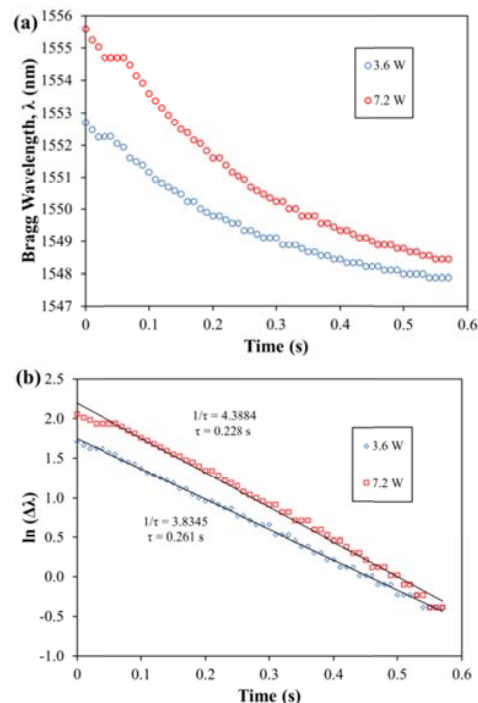 (a)
1556
1555
1554
1553
1552
1551
1550
1549
1548
1547
Bragg Wavelength, λ (nm)
3.6 W
7.2 W
0 0.1 0.2 0.3 0.4 0.5 0.6
Time (s)
(b)
2.5
2.0
1.5
1.0
0.5
0.0
-0.5
-1.0
ln (Δλ)
1/τ = 4.3884
τ = 0.228 s
3.6 W
7.2 W
1/τ = 3.8345
τ = 0.261 s
0 0.1 0.2 0.3 0.4 0.5 0.6
Time (s)